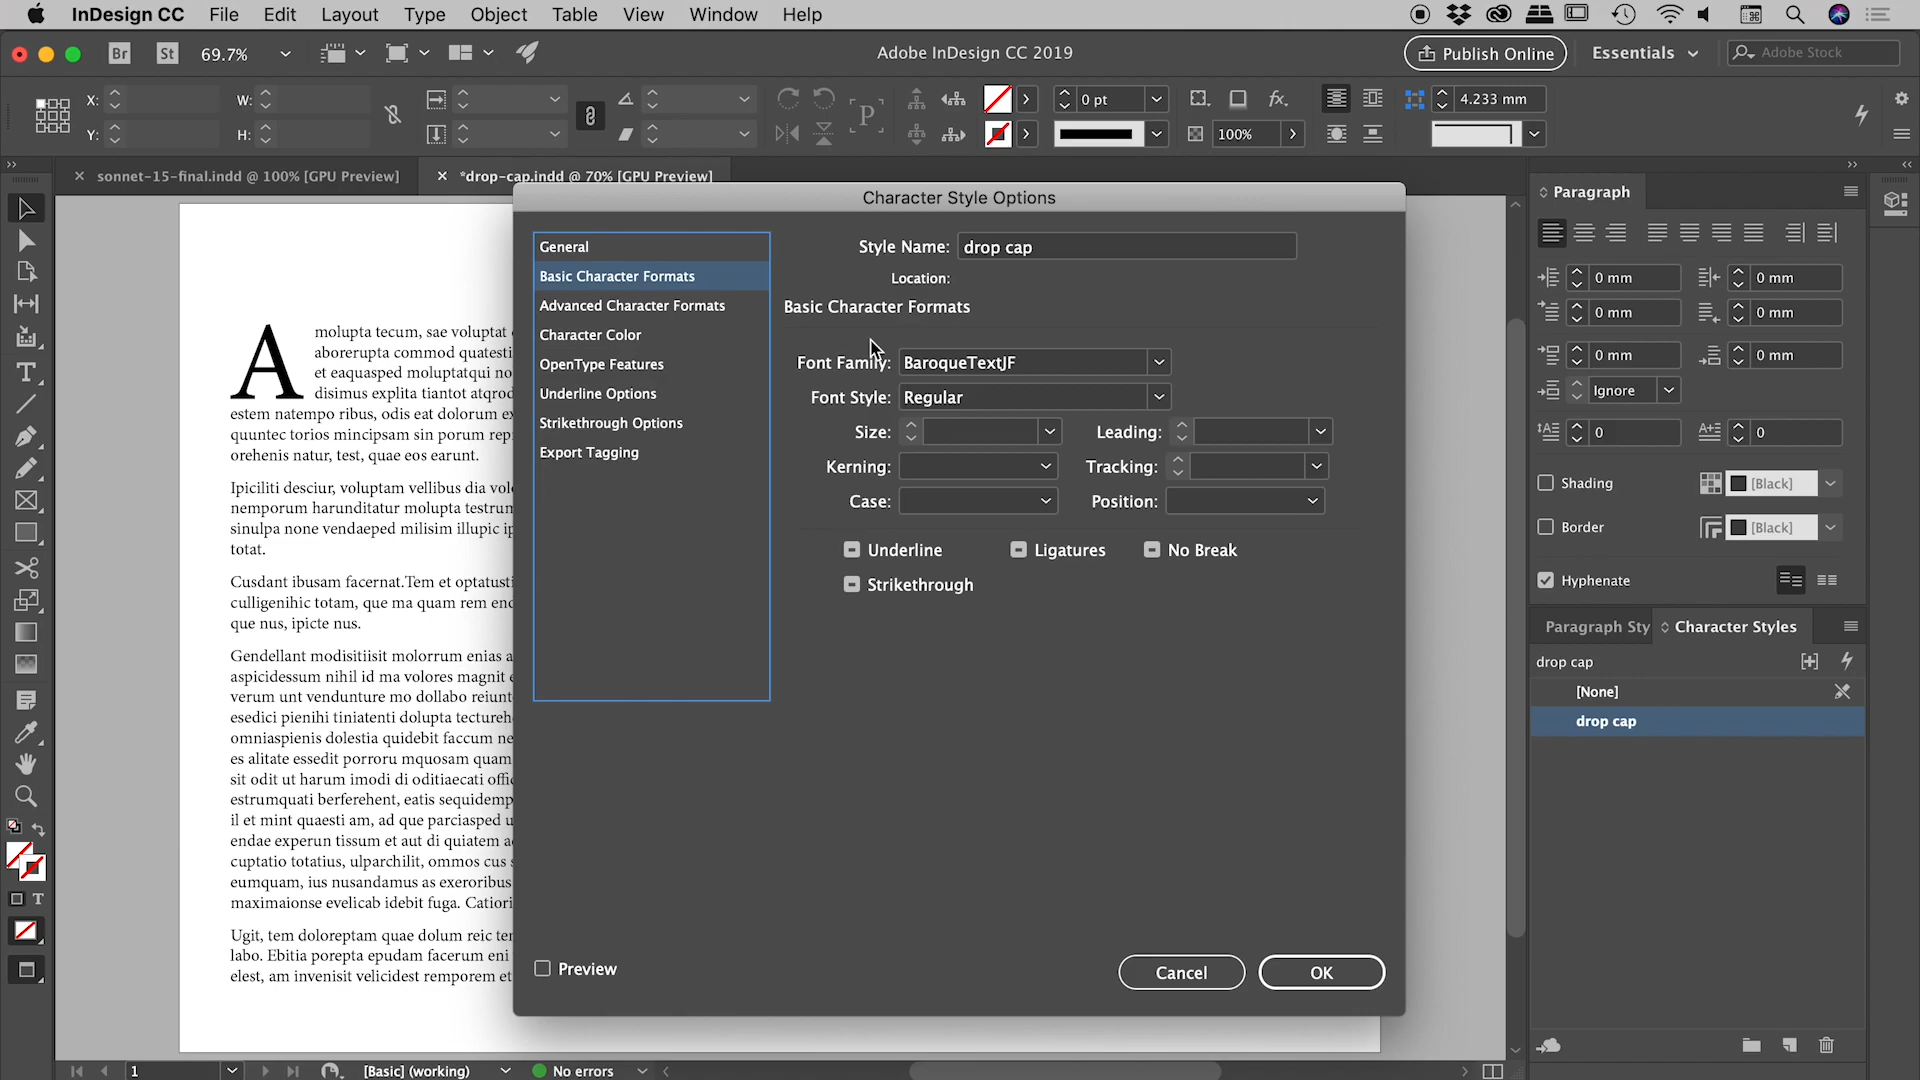 InDesign CC File Edit Layout Type Object Table View Window Help
Br St 69.7% Adobe InDesign CC 2019 Publish Online Essentials Adobe Stock
X: W: 0 pt 4.233 mm
Y: H: P 100%
sonnet-15-final.indd @ 100% [GPU Preview] *drop-cap.indd @ 70% [GPU Preview]
A molupta tecum, sae voluptat
aborerupta commod quatesti
et eaquasped moluptatqui no
disimus explita tiantot atqrod
estem natempo ribus, odis eat dolorum
quuntec torios mincipsam sin porum rep
orehenis natur, test, quae eos earunt.
Ipiciliti desciur, voluptam vellibus dia vol
nemporum harunditatur molupta testrum
sinulpa none vendaeped milisim illupic ip
totat.
Cusdant ibusam facernat.Tem et optatusti
culligenihic totam, que ma quam rem end
que nus, ipicte nus.
Gendellant modisitiisit molorrum enias a
aspicidessum nihil id ma volores magnit e
verum unt vendunture mo dollabo reiunt
esedici pienihi tiniatenti dolupta tectureh
omniaspienis dolestia quidebit faccum ne
es alitate essedit porroru mquosam quam
sit odit ut harum imodi di oditiaecati offi
estrumquati berferehent, eatis sequidemp
il et mint quaesti am, ad que parciasped u
endae experun tissum et aut di quiatem a
cuptatio totatius, ulparchilit, ommos cus s
eumquam, ius nusandamus as exeroribus
maximaionse evelicab idebit fuga. Catiori
Ugit, tem doloreptam quae dolum reic ten
labo. Ebitia porepta epudam facerum eni
elest, am invenisit velicidest remporem et
Character Style Options
General
Basic Character Formats
Advanced Character Formats
Character Color
OpenType Features
Underline Options
Strikethrough Options
Export Tagging
Style Name: drop cap
Location:
Basic Character Formats
Font Family: BaroqueTextJF
Font Style: Regular
Size: Leading:
Kerning: Tracking:
Case: Position:
Underline Ligatures No Break
Strikethrough
Preview Cancel OK
Paragraph
0 mm 0 mm
0 mm 0 mm
0 mm 0 mm
Ignore
0 0
Shading [Black]
Border [Black]
Hyphenate
Paragraph Sty Character Styles
drop cap
[None]
drop cap
1 [Basic] (working) No errors